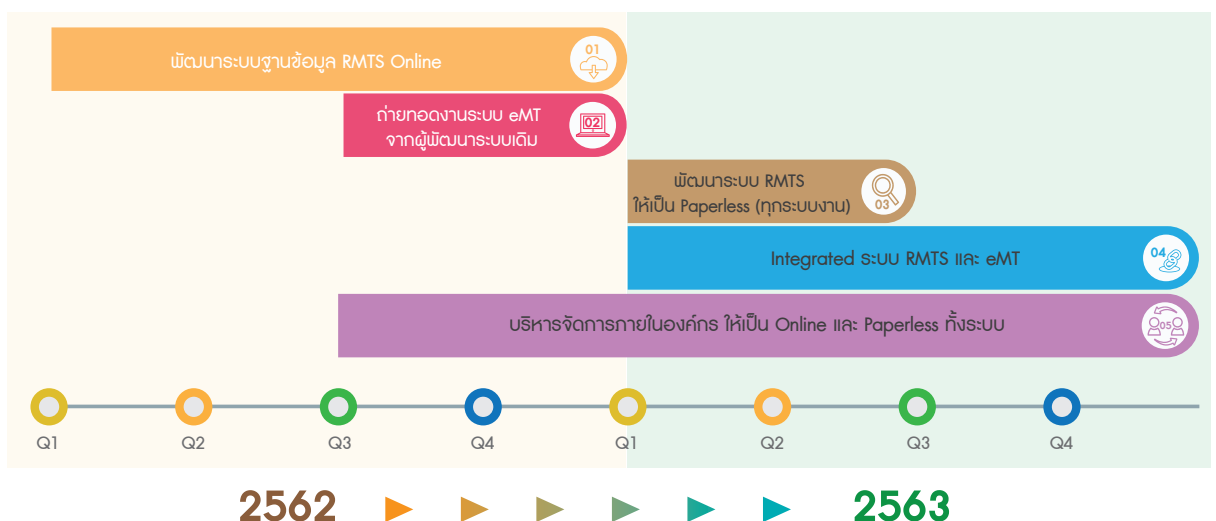 พัฒนาระบบฐานข้อมูล RMTS Online
01
ถ่ายทอดงานระบบ eMT
จากผู้พัฒนาระบบเดิม
02
พัฒนาระบบ RMTS
ให้เป็น Paperless (ทุกระบบงาน)
03
Integrated ระบบ RMTS และ eMT
04
บริหารจัดการภายในองค์กร ให้เป็น Online และ Paperless ทั้งระบบ
05
Q1 Q2 Q3 Q4 Q1 Q2 Q3 Q4
2562 2563